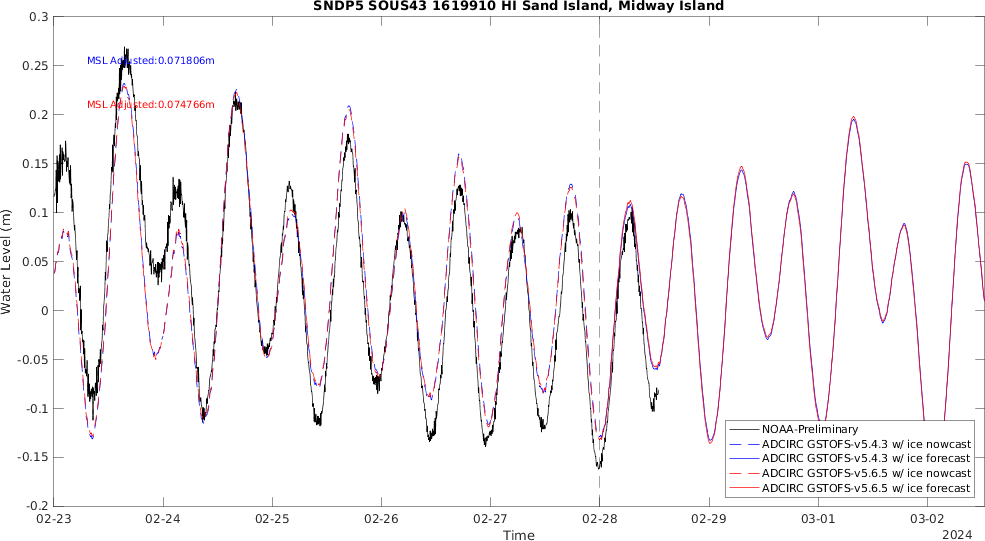 SNDP5 SOUS43 1619910 HI Sand Island, Midway Island
0.3
0.25
0.2
0.15
0.1
0.05
0
-0.05
-0.1
-0.15
-0.2
Water Level (m)
MSL Adjusted:0.071806m
MSL Adjusted:0.074766m
NOAA-Preliminary
ADCIRC GSTOFS-v5.4.3 w/ ice nowcast
ADCIRC GSTOFS-v5.4.3 w/ ice forecast
ADCIRC GSTOFS-v5.6.5 w/ ice nowcast
ADCIRC GSTOFS-v5.6.5 w/ ice forecast
02-23 02-24 02-25 02-26 02-27 02-28 02-29 03-01 03-02
Time
2024